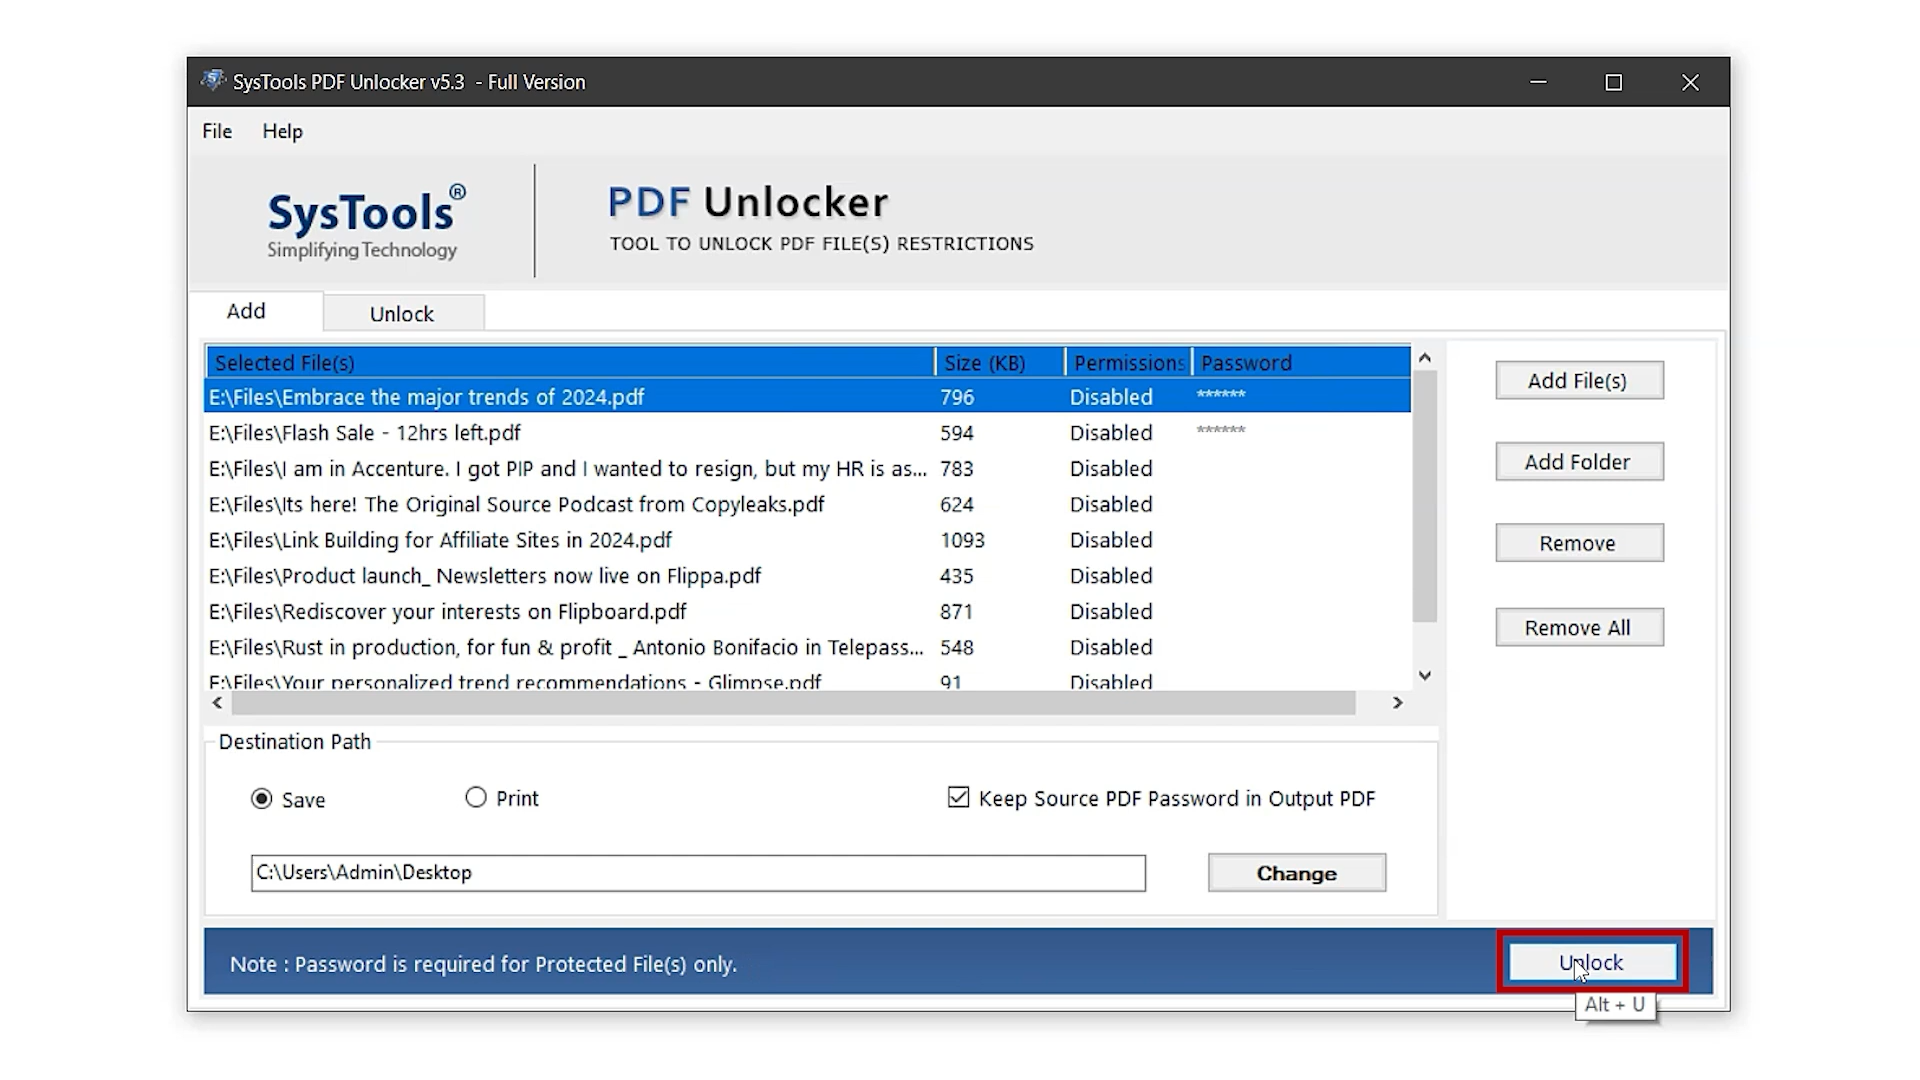 SysTools PDF Unlocker v5.3 - Full Version
File Help
SysTools®
Simplifying Technology
PDF Unlocker
TOOL TO UNLOCK PDF FILE(S) RESTRICTIONS
Add Unlock
Selected File(s) Size (KB) Permissions Password
E:\Files\Embrace the major trends of 2024.pdf 796 Disabled ******
E:\Files\Flash Sale - 12hrs left.pdf 594 Disabled ******
E:\Files\I am in Accenture. I got PIP and I wanted to resign, but my HR is as... 783 Disabled
E:\Files\Its here! The Original Source Podcast from Copyleaks.pdf 624 Disabled
E:\Files\Link Building for Affiliate Sites in 2024.pdf 1093 Disabled
E:\Files\Product launch_ Newsletters now live on Flippa.pdf 435 Disabled
E:\Files\Rediscover your interests on Flipboard.pdf 871 Disabled
E:\Files\Rust in production, for fun & profit _ Antonio Bonifacio in Telepass... 548 Disabled
E:\Files\Your personalized trend recommendations - Glimpse.pdf 91 Disabled
Add File(s)
Add Folder
Remove
Remove All
Destination Path
Save Print Keep Source PDF Password in Output PDF
C:\Users\Admin\Desktop Change
Note : Password is required for Protected File(s) only.
Unlock
Alt + U